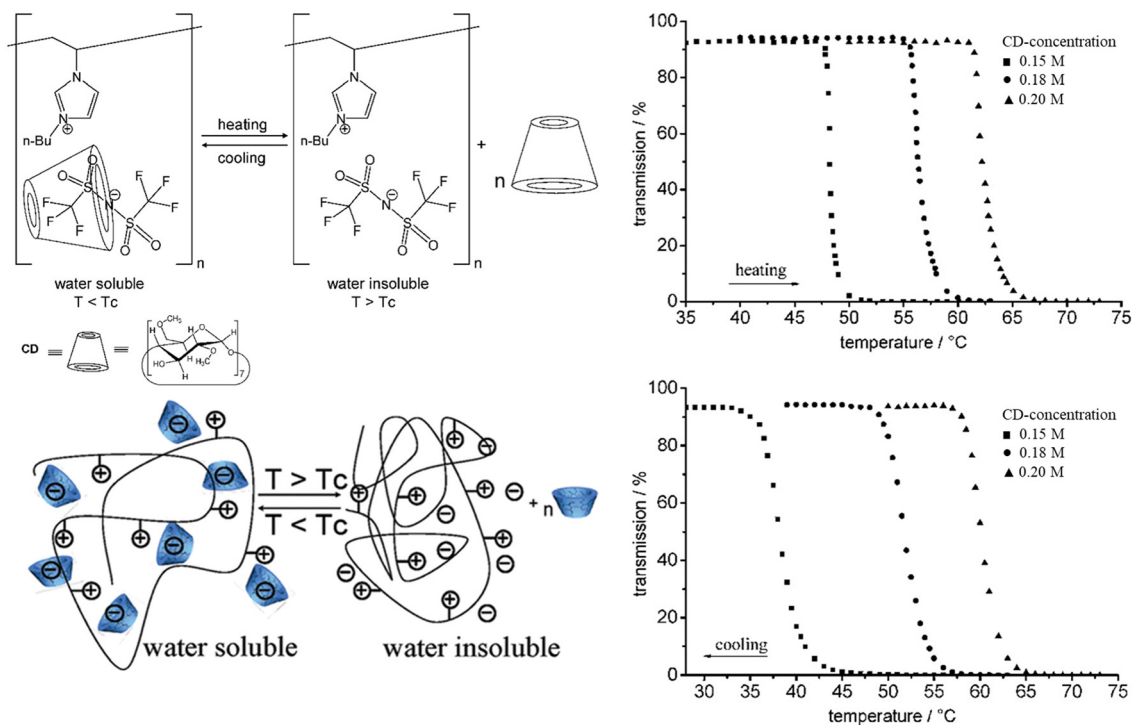 n
n
N
N
⊕
n-Bu
O
O
S
F
F
F
N
⊖
S
F
F
F
O
O
n
water soluble
T < Tc
heating
cooling
N
N
⊕
n-Bu
O
O
S
F
F
F
N
⊖
S
F
F
F
O
O
n
water insoluble
T > Tc
+
n
CD ≡ ≡
OCH₃
H
O
H
HO
H
H
H₃C
O
H
O
7
T > Tc
T < Tc
+ n
water soluble
water insoluble
100
80
60
40
20
0
transmission / %
CD-concentration
■ 0.15 M
● 0.18 M
▲ 0.20 M
heating
35 40 45 50 55 60 65 70 75
temperature / °C
100
80
60
40
20
0
transmission / %
CD-concentration
■ 0.15 M
● 0.18 M
▲ 0.20 M
cooling
30 35 40 45 50 55 60 65 70 75
temperature / °C